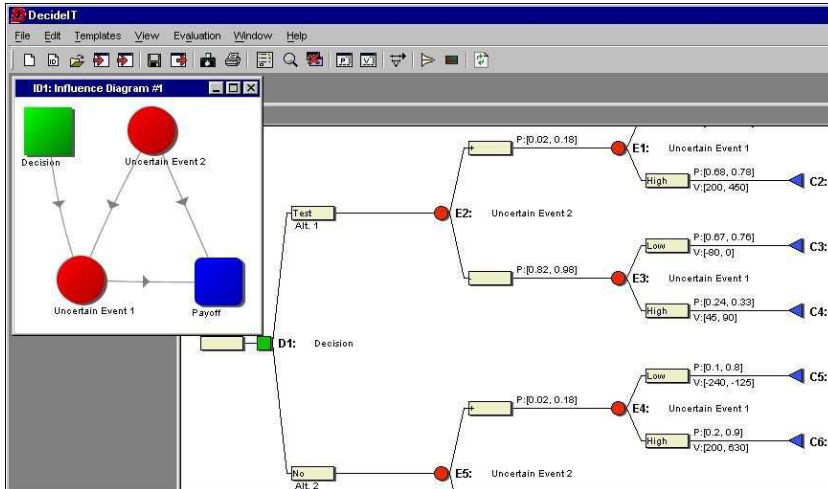 DecideIT
File Edit Templates View Evaluation Window Help
ID1: Influence Diagram #1
Decision
Uncertain Event 2
Uncertain Event 1
Payoff
D1: Decision
Test
Alt. 1
E2: Uncertain Event 2
+
P:[0.02, 0.18]
E1: Uncertain Event 1
High
P:[0.68, 0.78]
V:[200, 450]
C2:
-
P:[0.82, 0.98]
E3: Uncertain Event 1
Low
P:[0.67, 0.76]
V:[-80, 0]
C3:
High
P:[0.24, 0.33]
V:[45, 90]
C4:
No
Alt. 2
E5: Uncertain Event 2
+
P:[0.02, 0.18]
E4: Uncertain Event 1
Low
P:[0.1, 0.8]
V:[-240, -125]
C5:
High
P:[0.2, 0.9]
V:[200, 630]
C6: